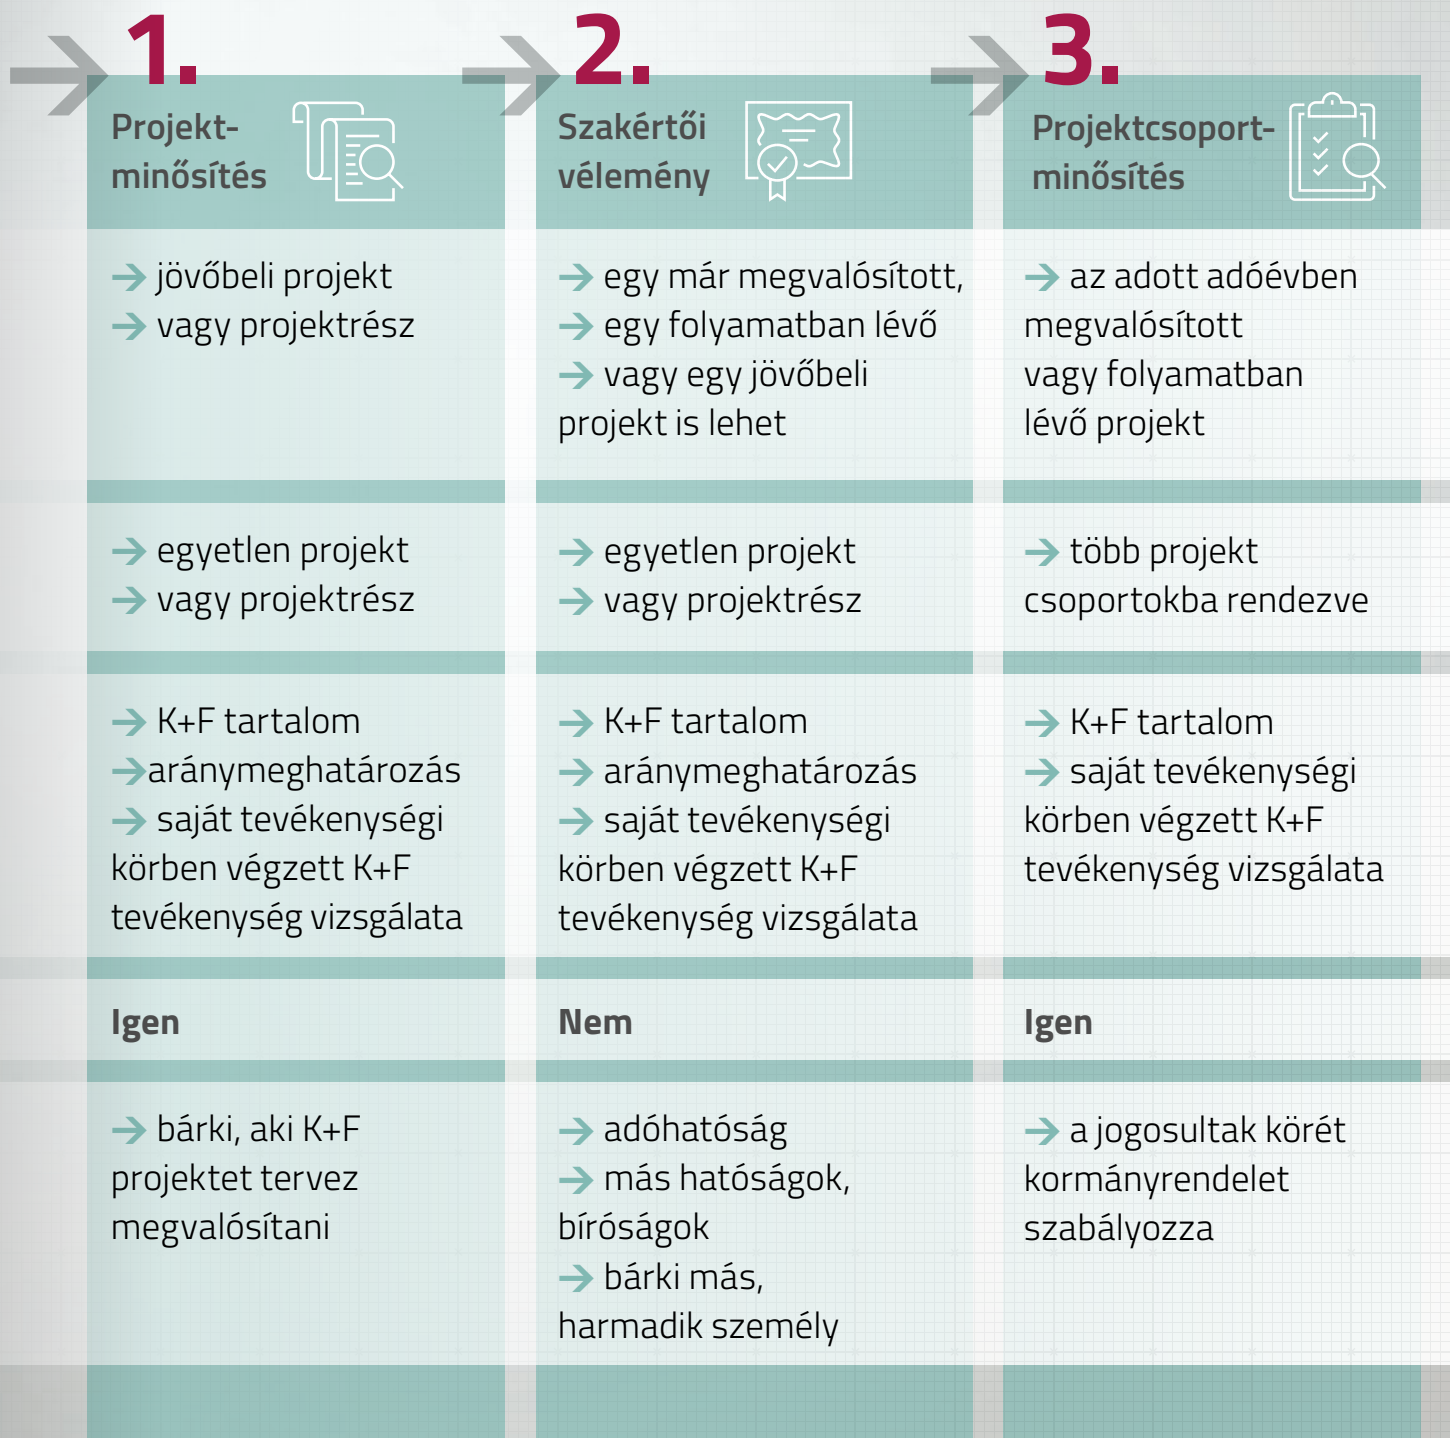 1.
Projekt-
minősítés
→ jövőbeli projekt
→ vagy projektrész
→ egyetlen projekt
→ vagy projektrész
→ K+F tartalom
→aránymeghatározás
→ saját tevékenységi
körben végzett K+F
tevékenység vizsgálata
Igen
→ bárki, aki K+F
projektet tervez
megvalósítani
2.
Szakértői
vélemény
→ egy már megvalósított,
→ egy folyamatban lévő
→ vagy egy jövőbeli
projekt is lehet
→ egyetlen projekt
→ vagy projektrész
→ K+F tartalom
→ aránymeghatározás
→ saját tevékenységi
körben végzett K+F
tevékenység vizsgálata
Nem
→ adóhatóság
→ más hatóságok,
bíróságok
→ bárki más,
harmadik személy
3.
Projektcsoport-
minősítés
→ az adott adóévben
megvalósított
vagy folyamatban
lévő projekt
→ több projekt
csoportokba rendezve
→ K+F tartalom
→ saját tevékenységi
körben végzett K+F
tevékenység vizsgálata
Igen
→ a jogosultak körét
kormányrendelet
szabályozza